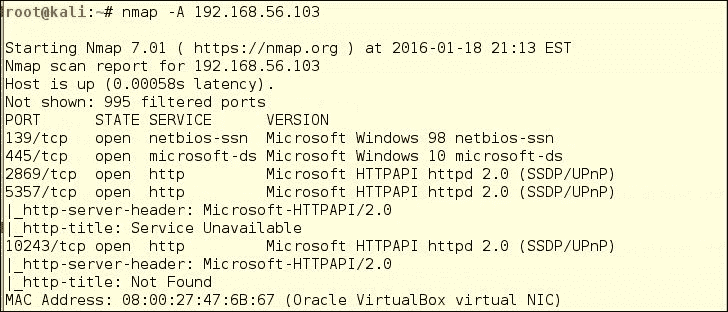 root@kali:~# nmap -A 192.168.56.103
Starting Nmap 7.01 ( https://nmap.org ) at 2016-01-18 21:13 EST
Nmap scan report for 192.168.56.103
Host is up (0.00058s latency).
Not shown: 995 filtered ports
PORT STATE SERVICE VERSION
139/tcp open netbios-ssn Microsoft Windows 98 netbios-ssn
445/tcp open microsoft-ds Microsoft Windows 10 microsoft-ds
2869/tcp open http Microsoft HTTPAPI httpd 2.0 (SSDP/UPnP)
5357/tcp open http Microsoft HTTPAPI httpd 2.0 (SSDP/UPnP)
|_http-server-header: Microsoft-HTTPAPI/2.0
|_http-title: Service Unavailable
10243/tcp open http Microsoft HTTPAPI httpd 2.0 (SSDP/UPnP)
|_http-server-header: Microsoft-HTTPAPI/2.0
|_http-title: Not Found
MAC Address: 08:00:27:47:6B:67 (Oracle VirtualBox virtual NIC)